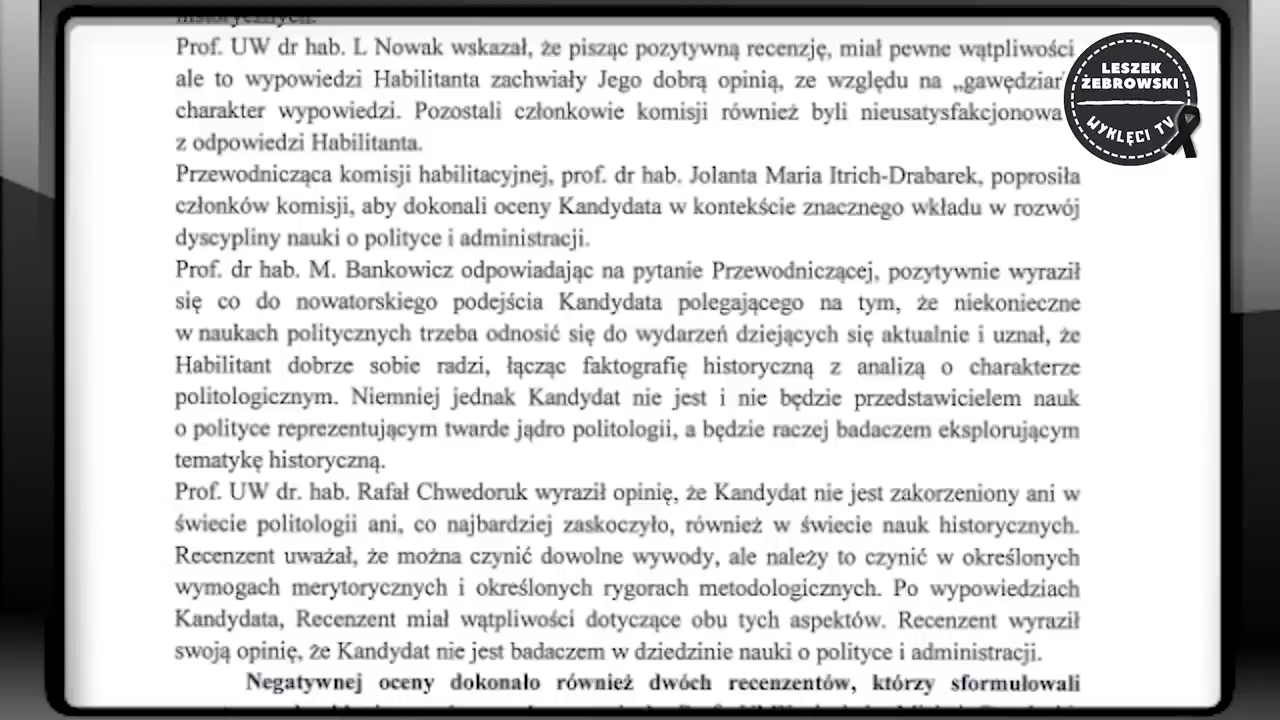 historycznych.
Prof. UW dr hab. L Nowak wskazał, że pisząc pozytywną recenzję, miał pewne wątpliwości
ale to wypowiedzi Habilitanta zachwiały Jego dobrą opinią, ze względu na „gawędziar
charakter wypowiedzi. Pozostali członkowie komisji również byli nieusatysfakcjonowa
z odpowiedzi Habilitanta.
Przewodnicząca komisji habilitacyjnej, prof. dr hab. Jolanta Maria Itrich-Drabarek, poprosiła
członków komisji, aby dokonali oceny Kandydata w kontekście znacznego wkładu w rozwój
dyscypliny nauki o polityce i administracji.
Prof. dr hab. M. Bankowicz odpowiadając na pytanie Przewodniczącej, pozytywnie wyraził
się co do nowatorskiego podejścia Kandydata polegającego na tym, że niekonieczne
w naukach politycznych trzeba odnosić się do wydarzeń dziejących się aktualnie i uznał, że
Habilitant dobrze sobie radzi, łącząc faktografię historyczną z analizą o charakterze
politologicznym. Niemniej jednak Kandydat nie jest i nie będzie przedstawicielem nauk
o polityce reprezentującym twarde jądro politologii, a będzie raczej badaczem eksplorującym
tematykę historyczną.
Prof. UW dr. hab. Rafał Chwedoruk wyraził opinię, że Kandydat nie jest zakorzeniony ani w
świecie politologii ani, co najbardziej zaskoczyło, również w świecie nauk historycznych.
Recenzent uważał, że można czynić dowolne wywody, ale należy to czynić w określonych
wymogach merytorycznych i określonych rygorach metodologicznych. Po wypowiedziach
Kandydata, Recenzent miał wątpliwości dotyczące obu tych aspektów. Recenzent wyraził
swoją opinię, że Kandydat nie jest badaczem w dziedzinie nauki o polityce i administracji.
Negatywnej oceny dokonało również dwóch recenzentów, którzy sformułowali
LESZEK
ŻEBROWSKI
WYKLĘCI TV